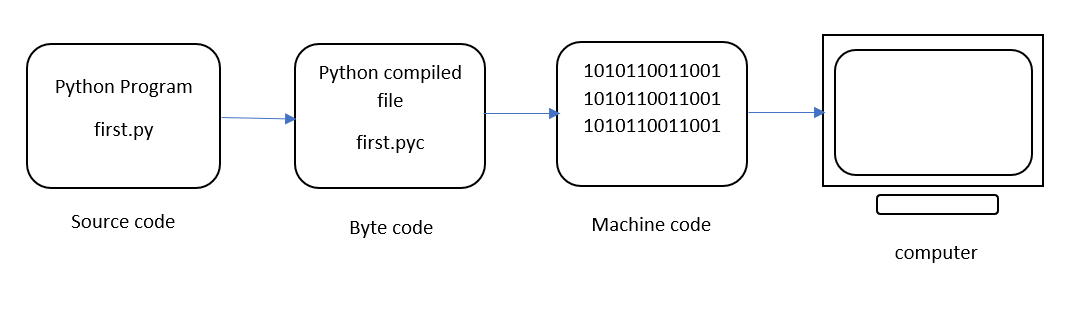 Python Program
first.py
Source code
Python compiled
file
first.pyc
Byte code
1010110011001
1010110011001
1010110011001
Machine code
computer